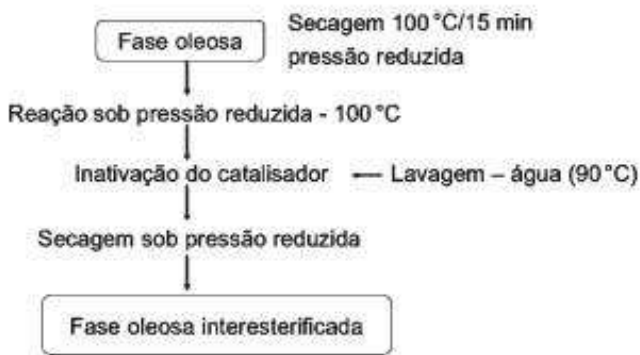 Fase oleosa
Secagem 100 °C/15 min
pressão reduzida
Reação sob pressão reduzida - 100 °C
Inativação do catalisador
Lavagem – água (90 °C)
Secagem sob pressão reduzida
Fase oleosa interesterificada